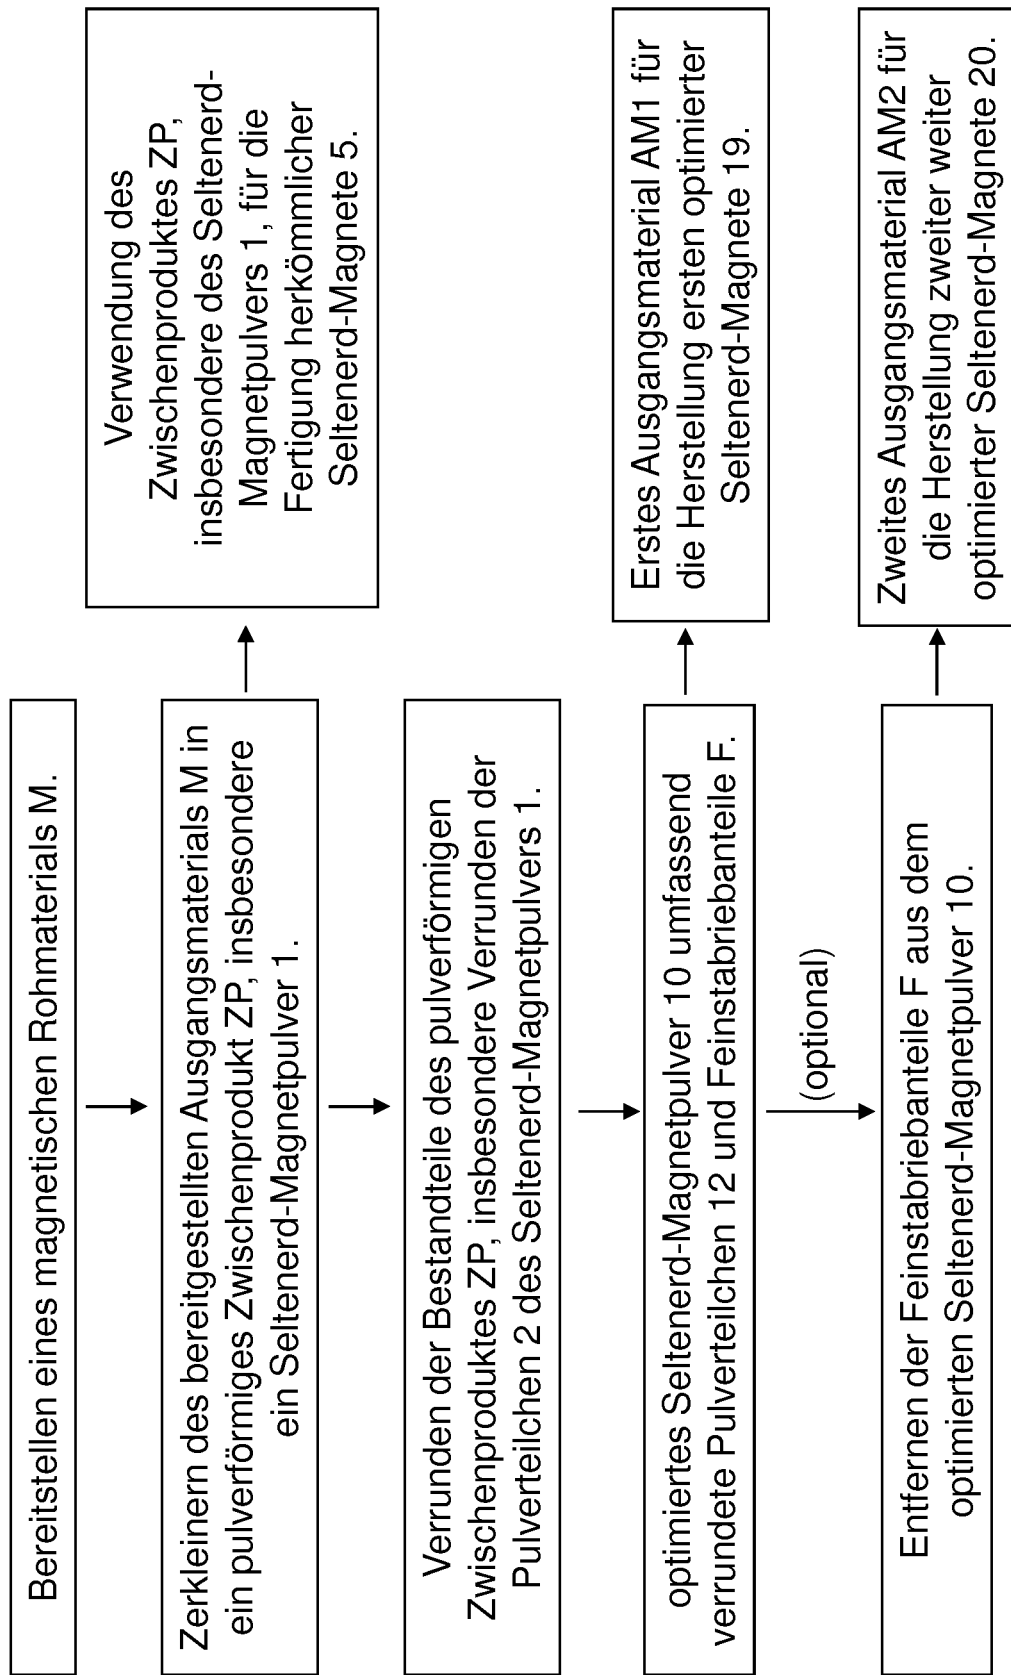 Bereitstellen eines magnetischen Rohmaterials M.
Zerkleinern des bereitgestellten Ausgangsmaterials M in
ein pulverförmiges Zwischenprodukt ZP, insbesondere
ein Seltenerd-Magnetpulver 1.
Verwendung des
Zwischenproduktes ZP,
insbesondere des Seltenerd-
Magnetpulvers 1, für die
Fertigung herkömmlicher
Seltenerd-Magnete 5.
Verrunden der Bestandteile des pulverförmigen
Zwischenproduktes ZP, insbesondere Verrunden der
Pulverteilchen 2 des Seltenerd-Magnetpulvers 1.
optimiertes Seltenerd-Magnetpulver 10 umfassend
verrundete Pulverteilchen 12 und Feinstabriebanteile F.
Erstes Ausgangsmaterial AM1 für
die Herstellung ersten optimierter
Seltenerd-Magnete 19.
(optional)
Entfernen der Feinstabriebanteile F aus dem
optimierten Seltenerd-Magnetpulver 10.
Zweites Ausgangsmaterial AM2 für
die Herstellung zweiter weiter
optimierter Seltenerd-Magnete 20.